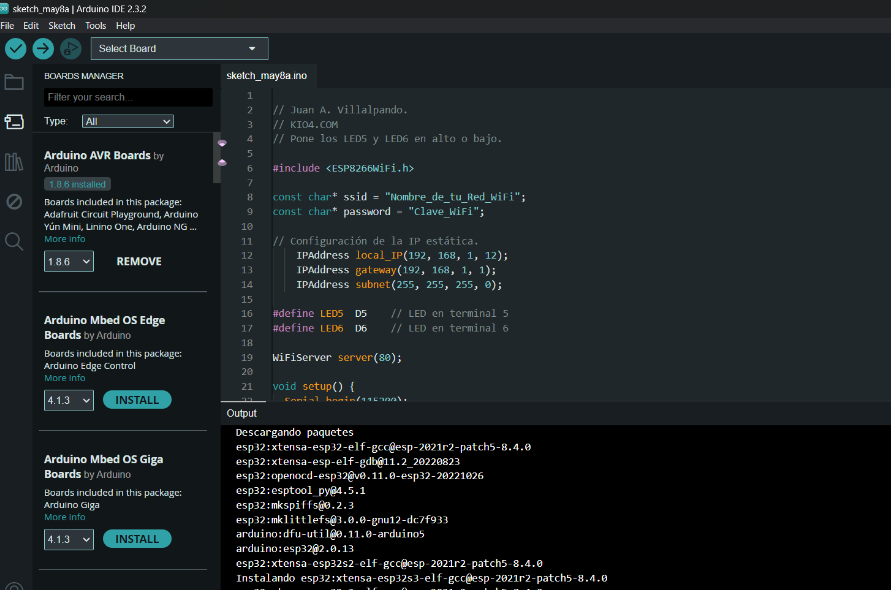 sketch_may8a | Arduino IDE 2.3.2
File Edit Sketch Tools Help
Select Board
BOARDS MANAGER
Filter your search...
Type: All
Arduino AVR Boards by
Arduino
1.8.6 installed
Boards included in this package:
Adafruit Circuit Playground, Arduino
Yún Mini, Linino One, Arduino NG ...
More info
1.8.6 REMOVE
Arduino Mbed OS Edge
Boards by Arduino
Boards included in this package:
Arduino Edge Control
More info
4.1.3 INSTALL
Arduino Mbed OS Giga
Boards by Arduino
Boards included in this package:
Arduino Giga
More info
4.1.3 INSTALL
sketch_may8a.ino
1
2 // Juan A. Villalpando.
3 // KIO4.COM
4 // Pone los LED5 y LED6 en alto o bajo.
5
6 #include <ESP8266WiFi.h>
7
8 const char* ssid = "Nombre_de_tu_Red_WiFi";
9 const char* password = "Clave_WiFi";
10
11 // Configuración de la IP estática.
12 IPAddress local_IP(192, 168, 1, 12);
13 IPAddress gateway(192, 168, 1, 1);
14 IPAddress subnet(255, 255, 255, 0);
15
16 #define LED5 D5 // LED en terminal 5
17 #define LED6 D6 // LED en terminal 6
18
19 WiFiServer server(80);
20
21 void setup() {
22 Serial.begin(115200);
Output
Descargando paquetes
esp32:xtensa-esp32-elf-gcc@esp-2021r2-patch5-8.4.0
esp32:xtensa-esp-elf-gdb@11.2_20220823
esp32:openocd-esp32@v0.11.0-esp32-20221026
esp32:esptool_py@4.5.1
esp32:mkspiffs@0.2.3
esp32:mklittlefs@3.0.0-gnu12-dc7f933
arduino:dfu-util@0.11.0-arduino5
arduino:esp32@2.0.13
esp32:xtensa-esp32s2-elf-gcc@esp-2021r2-patch5-8.4.0
Instalando esp32:xtensa-esp32s3-elf-gcc@esp-2021r2-patch5-8.4.0